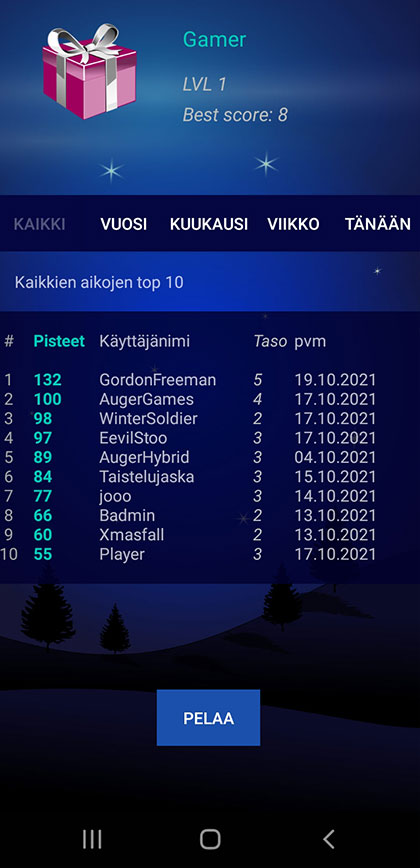 Gamer
LVL 1
Best score: 8
KAIKKI VUOSI KUUKAUSI VIIKKO TÄNÄÄN
Kaikkien aikojen top 10
# Pisteet Käyttäjänimi Taso pvm
1 132 GordonFreeman 5 19.10.2021
2 100 AugerGames 4 17.10.2021
3 98 WinterSoldier 2 17.10.2021
4 97 EevilStoo 3 17.10.2021
5 89 AugerHybrid 3 04.10.2021
6 84 Taistelujaska 3 15.10.2021
7 77 jooo 3 14.10.2021
8 66 Badmin 2 13.10.2021
9 60 Xmasfall 2 13.10.2021
10 55 Player 3 17.10.2021
PELAA